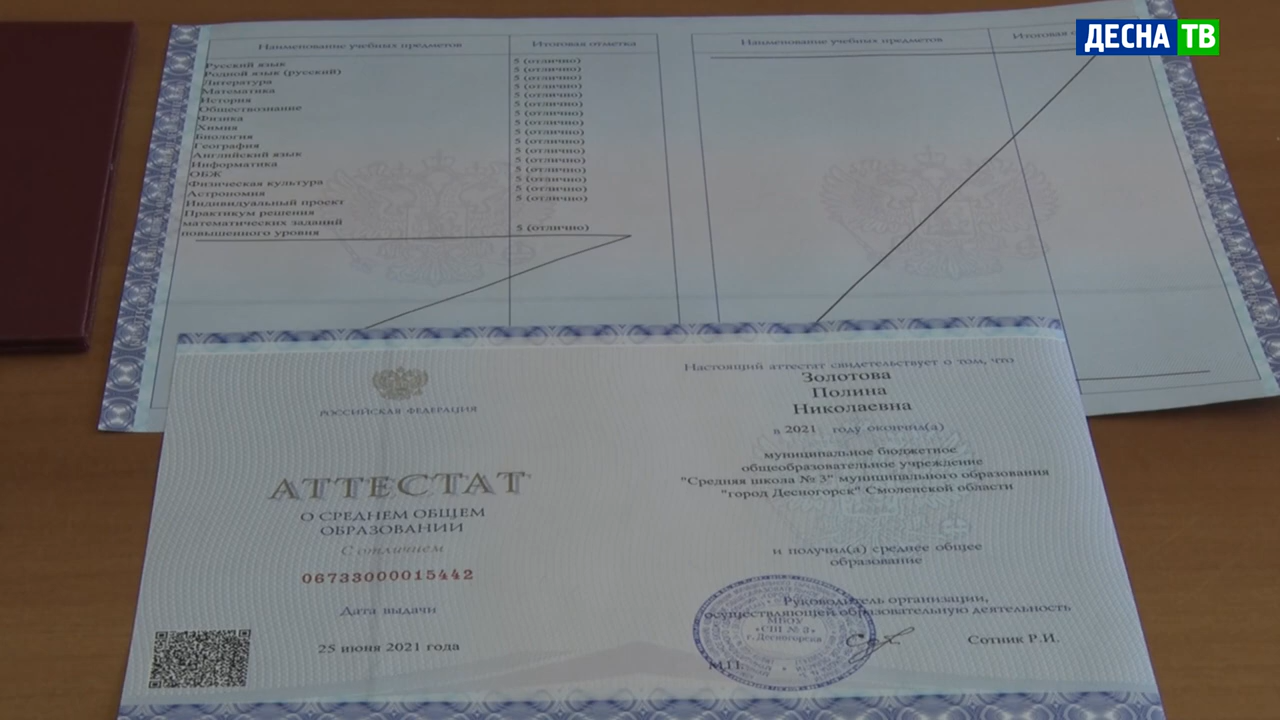 ДЕСНА ТВ
Наименование учебных предметов
Итоговая отметка
Наименование учебных предметов
Итоговая
Русский язык 5 (отлично)
Родной язык (русский) 5 (отлично)
Литература 5 (отлично)
Математика 5 (отлично)
История 5 (отлично)
Обществознание 5 (отлично)
Физика 5 (отлично)
Химия 5 (отлично)
Биология 5 (отлично)
География 5 (отлично)
Английский язык 5 (отлично)
Информатика 5 (отлично)
ОБЖ 5 (отлично)
Физическая культура 5 (отлично)
Астрономия 5 (отлично)
Индивидуальный проект 5 (отлично)
Практикум решения
математических заданий
повышенного уровня 5 (отлично)
РОССИЙСКАЯ ФЕДЕРАЦИЯ
АТТЕСТАТ
О СРЕДНЕМ ОБЩЕМ
ОБРАЗОВАНИИ
С отличием
06733000015442
Дата выдачи
25 июня 2021 года
Настоящий аттестат свидетельствует о том, что
Золотова
Полина
Николаевна
в 2021 году окончил(а)
муниципальное бюджетное
общеобразовательное учреждение
"Средняя школа № 3" муниципального образования
"город Десногорск" Смоленской области
и получил(а) среднее общее
образование
Руководитель организации,
осуществляющей образовательную деятельность
Сотник Р.И.
М.П.
МБОУ
«СШ № 3»
г. Десногорска